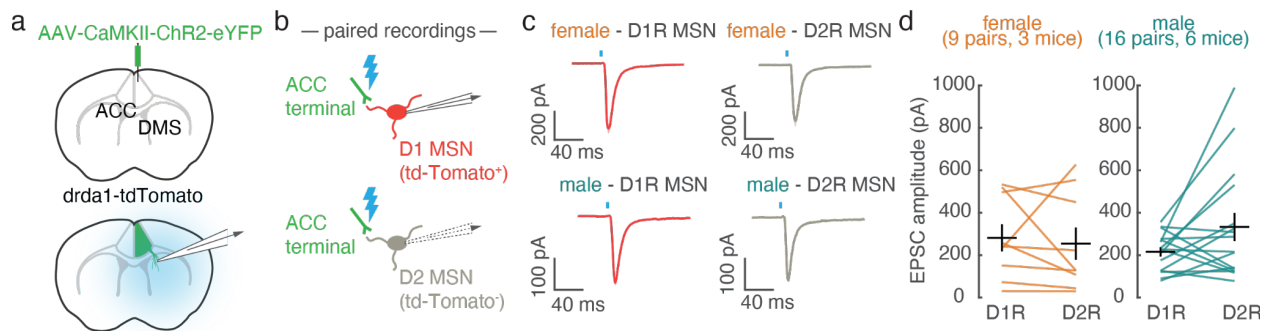 a
AAV-CaMKII-ChR2-eYFP
ACC
DMS
drda1-tdTomato
b
— paired recordings —
ACC
terminal
D1 MSN
(td-Tomato⁺)
ACC
terminal
D2 MSN
(td-Tomato⁻)
c
female - D1R MSN
200 pA
40 ms
female - D2R MSN
200 pA
40 ms
male - D1R MSN
100 pA
40 ms
male - D2R MSN
100 pA
40 ms
d
female
(9 pairs, 3 mice)
EPSC amplitude (pA)
1000
800
600
400
200
0
D1R D2R
male
(16 pairs, 6 mice)
1000
800
600
400
200
0
D1R D2R